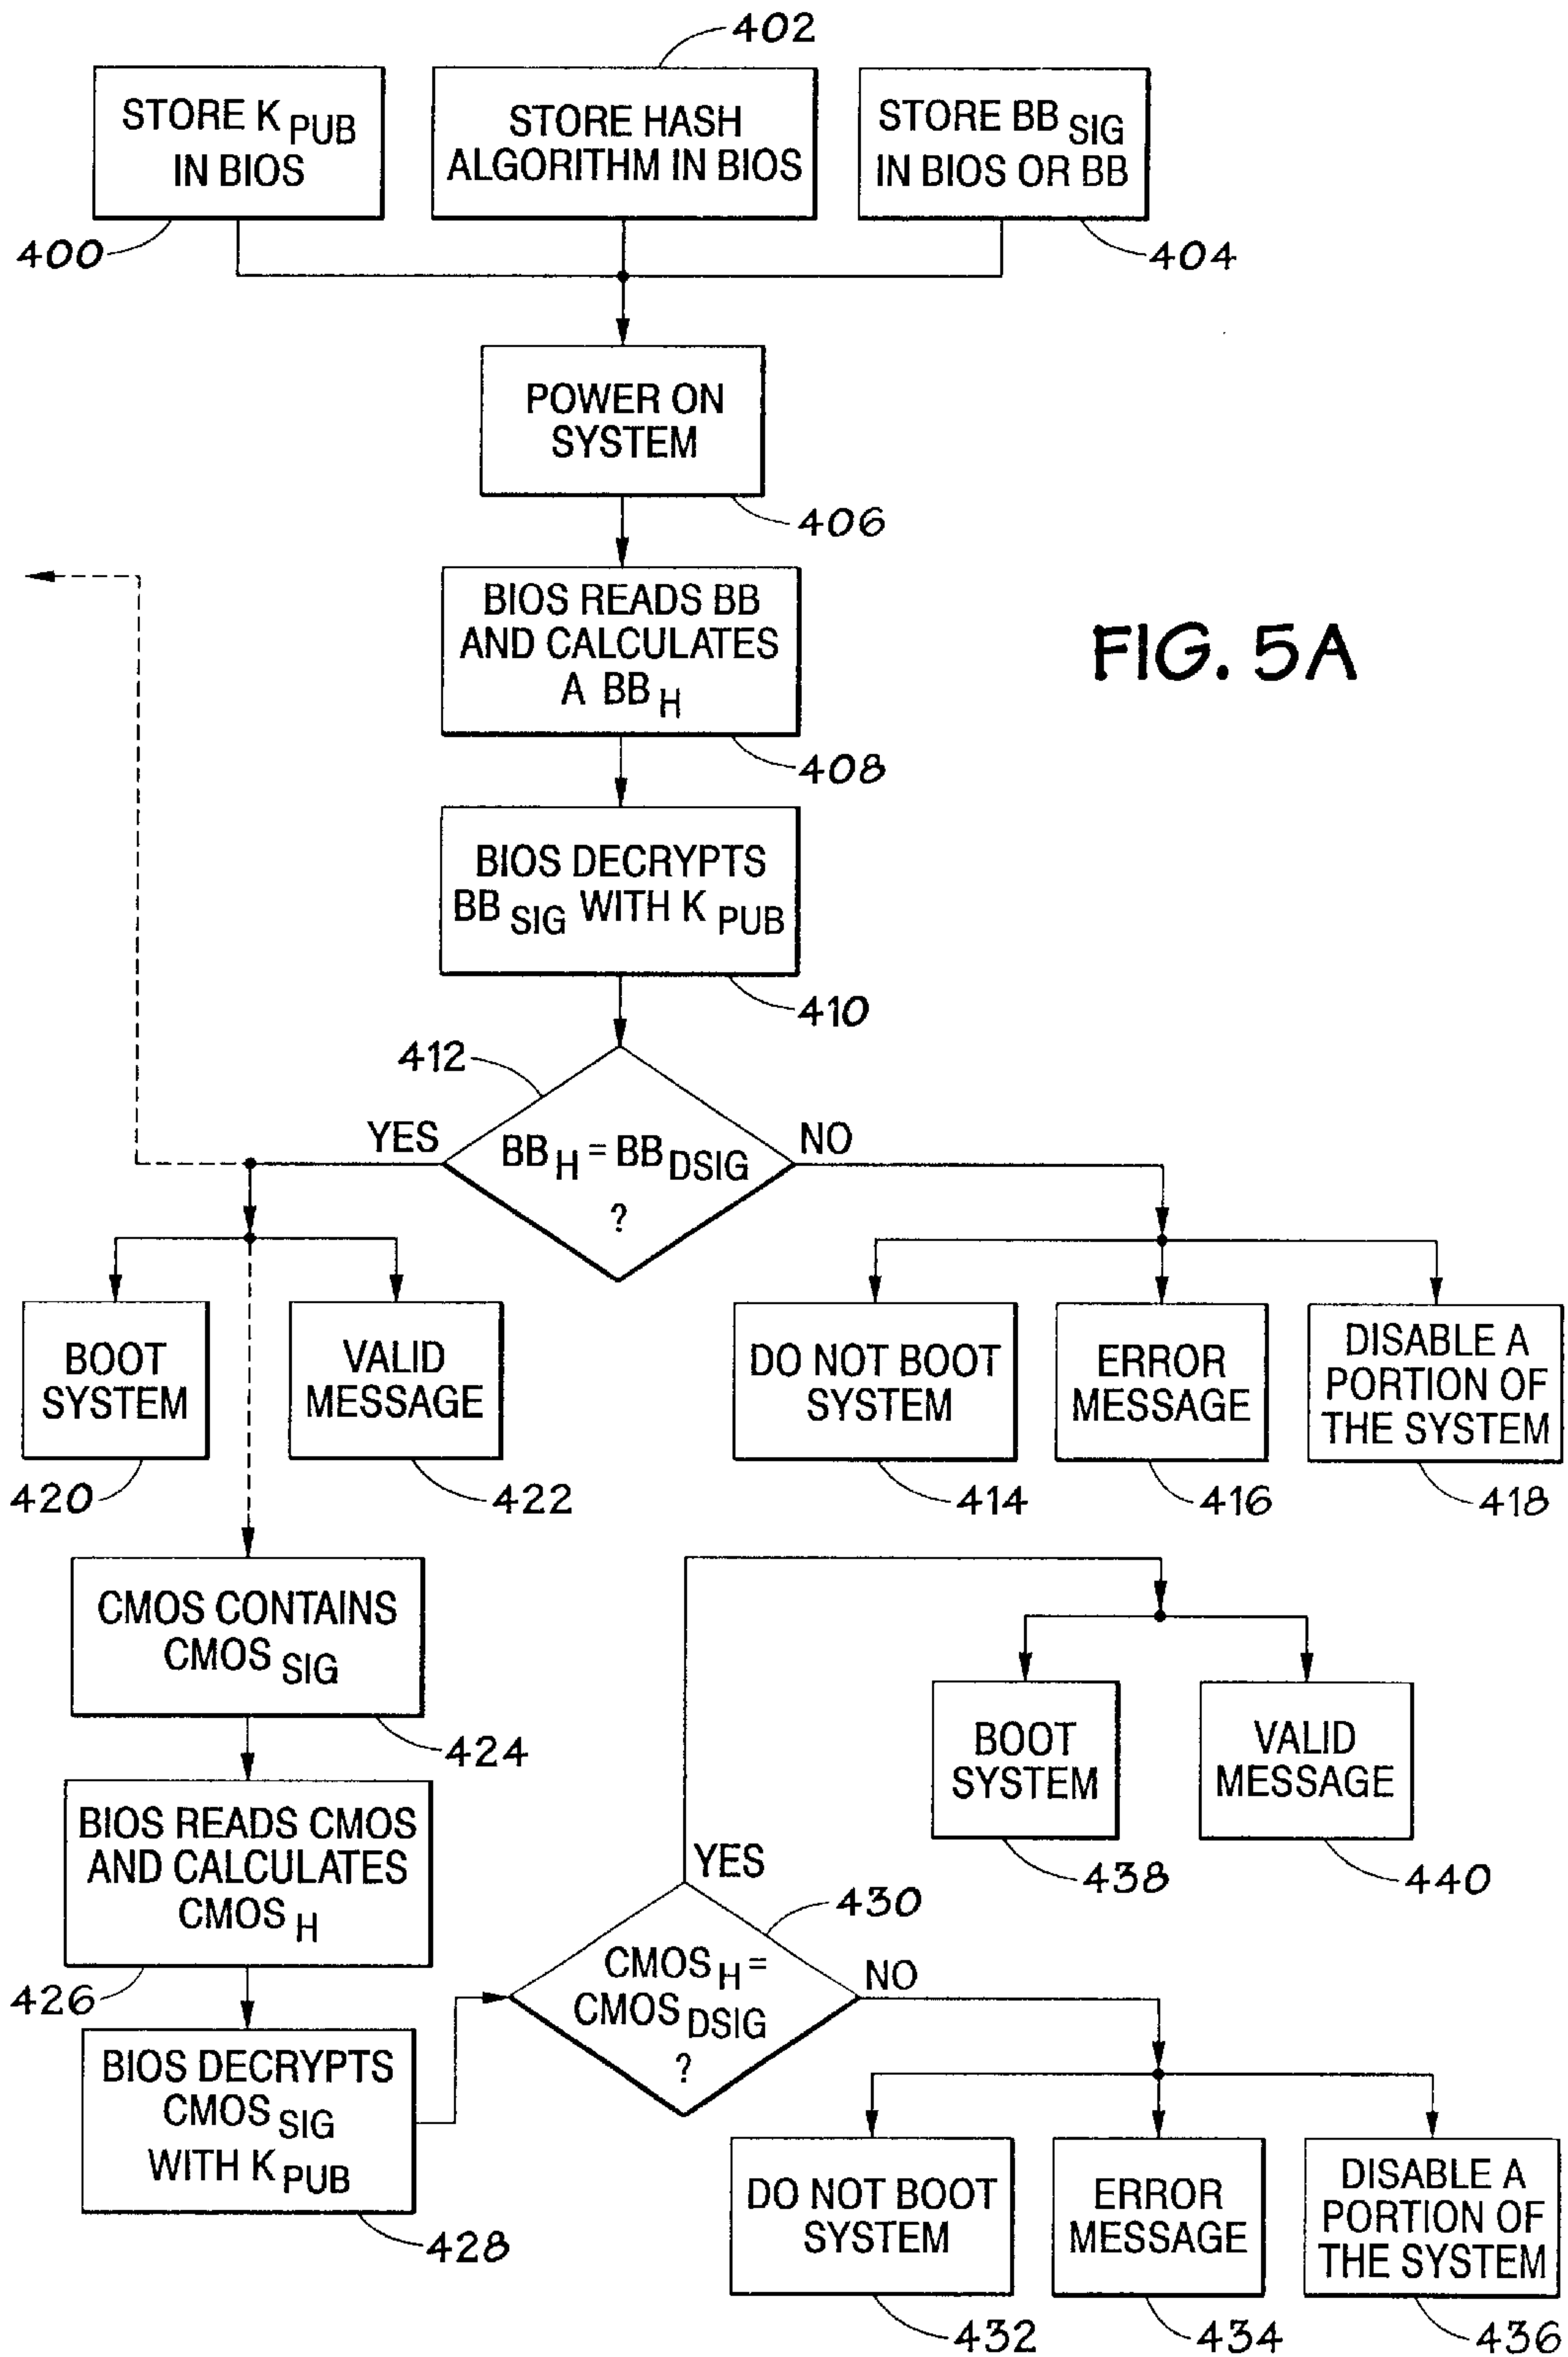 402
STORE K PUB
IN BIOS
STORE HASH
ALGORITHM IN BIOS
STORE BB SIG
IN BIOS OR BB
400
404
POWER ON
SYSTEM
406
BIOS READS BB
AND CALCULATES
A BB H
408
FIG. 5A
BIOS DECRYPTS
BB SIG WITH K PUB
410
412
YES
BB H = BB DSIG
?
NO
BOOT
SYSTEM
VALID
MESSAGE
DO NOT BOOT
SYSTEM
ERROR
MESSAGE
DISABLE A
PORTION OF
THE SYSTEM
420
422
414
416
418
CMOS CONTAINS
CMOS SIG
424
BOOT
SYSTEM
VALID
MESSAGE
438
440
BIOS READS CMOS
AND CALCULATES
CMOS H
426
YES
430
CMOS H =
CMOS DSIG
?
NO
BIOS DECRYPTS
CMOS SIG
WITH K PUB
428
DO NOT BOOT
SYSTEM
ERROR
MESSAGE
DISABLE A
PORTION OF
THE SYSTEM
432
434
436